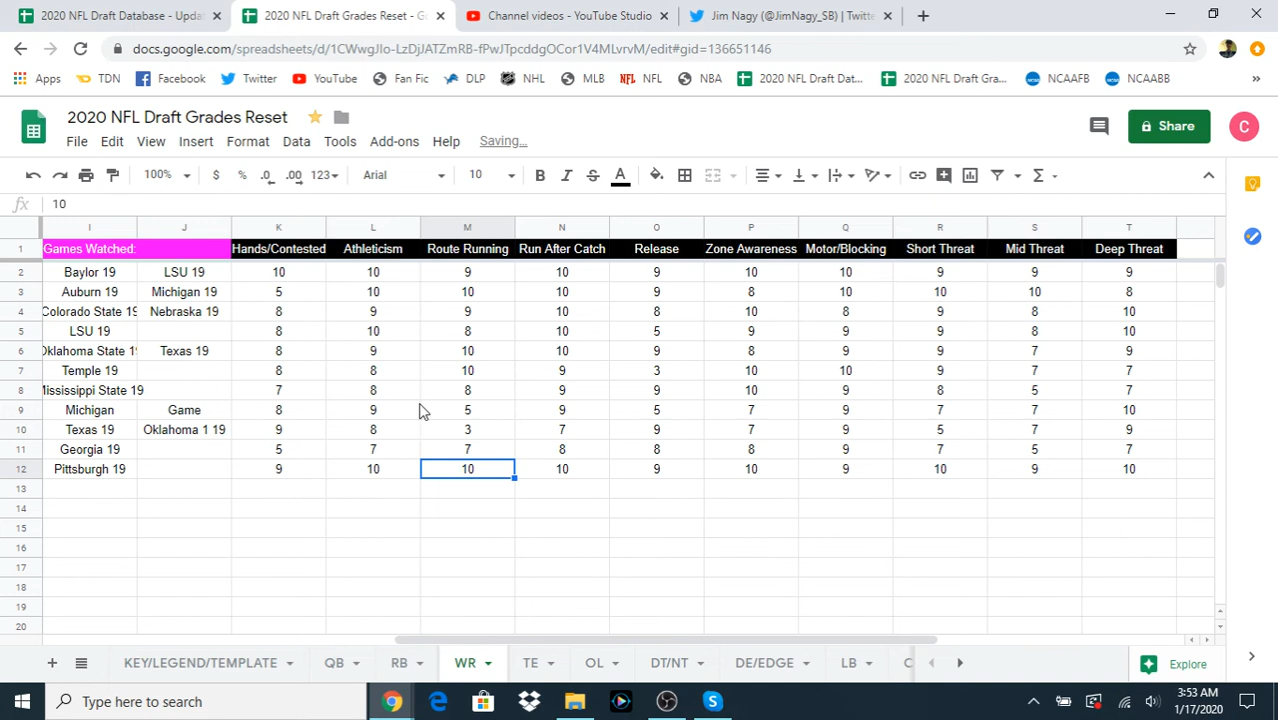 2020 NFL Draft Database - Updat
2020 NFL Draft Grades Reset - Go
Channel videos - YouTube Studio
Jim Nagy (@JimNagy_SB) | Twitte
docs.google.com/spreadsheets/d/1CWwgJIo-LzDjJATZmRB-fPwJTpcddgOCor1V4MLvrvM/edit#gid=136651146
Apps TDN Facebook Twitter YouTube Fan Fic DLP NHL MLB NFL NBA 2020 NFL Draft Dat... 2020 NFL Draft Gra... NCAAFB NCAABB
2020 NFL Draft Grades Reset
Share C
File Edit View Insert Format Data Tools Add-ons Help Saving...
100% $ % .0 .00 123 Arial 10 B I S A
fx 10
I J K L M N O P Q R S T
1 Games Watched: Hands/Contested Athleticism Route Running Run After Catch Release Zone Awareness Motor/Blocking Short Threat Mid Threat Deep Threat
2 Baylor 19 LSU 19 10 10 9 10 9 10 10 9 9 9
3 Auburn 19 Michigan 19 5 10 10 10 9 8 10 10 10 8
4 Colorado State 19 Nebraska 19 8 9 9 10 8 10 8 9 8 10
5 LSU 19 8 10 8 10 5 9 9 9 8 10
6 Oklahoma State 19 Texas 19 8 9 10 10 9 8 9 9 7 9
7 Temple 19 8 8 10 9 3 10 10 9 7 7
8 Mississippi State 19 7 8 8 9 9 10 9 8 5 7
9 Michigan Game 8 9 5 9 5 7 9 7 7 10
10 Texas 19 Oklahoma 1 19 9 8 3 7 9 7 9 5 7 9
11 Georgia 19 5 7 7 8 8 8 9 7 5 7
12 Pittsburgh 19 9 10 10 10 9 10 9 10 9 10
13
14
15
16
17
18
19
20
KEY/LEGEND/TEMPLATE QB RB WR TE OL DT/NT DE/EDGE LB Explore
Type here to search
3:53 AM
1/17/2020